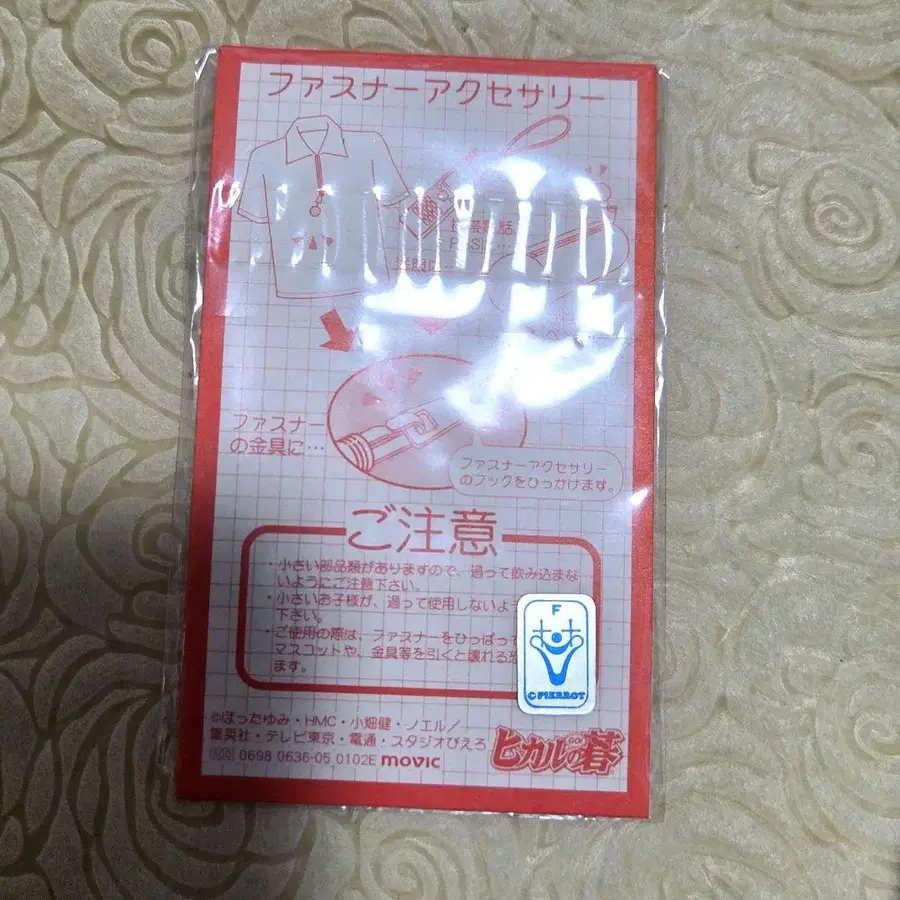 ファスナーアクセサリー
携帯電話、
洋服に…
ファスナー
の金具に…
ファスナーアクセサリー
のフックをひっかけます。
ご注意
・小さい部品類がありますので、過って飲み込まな
いようにご注意下さい。
・小さいお子様が、過って使用しないよう
下さい。
・ご使用の際は、ファスナーをひっぱって
マスコットや、金具等を引くと壊れる
ます。
F
©PIERROT
©ほったゆみ・HMC・小畑健・ノエル/
集英社・テレビ東京・電通・スタジオぴえろ
0698 0636-05 0102E movic
ヒカルの碁